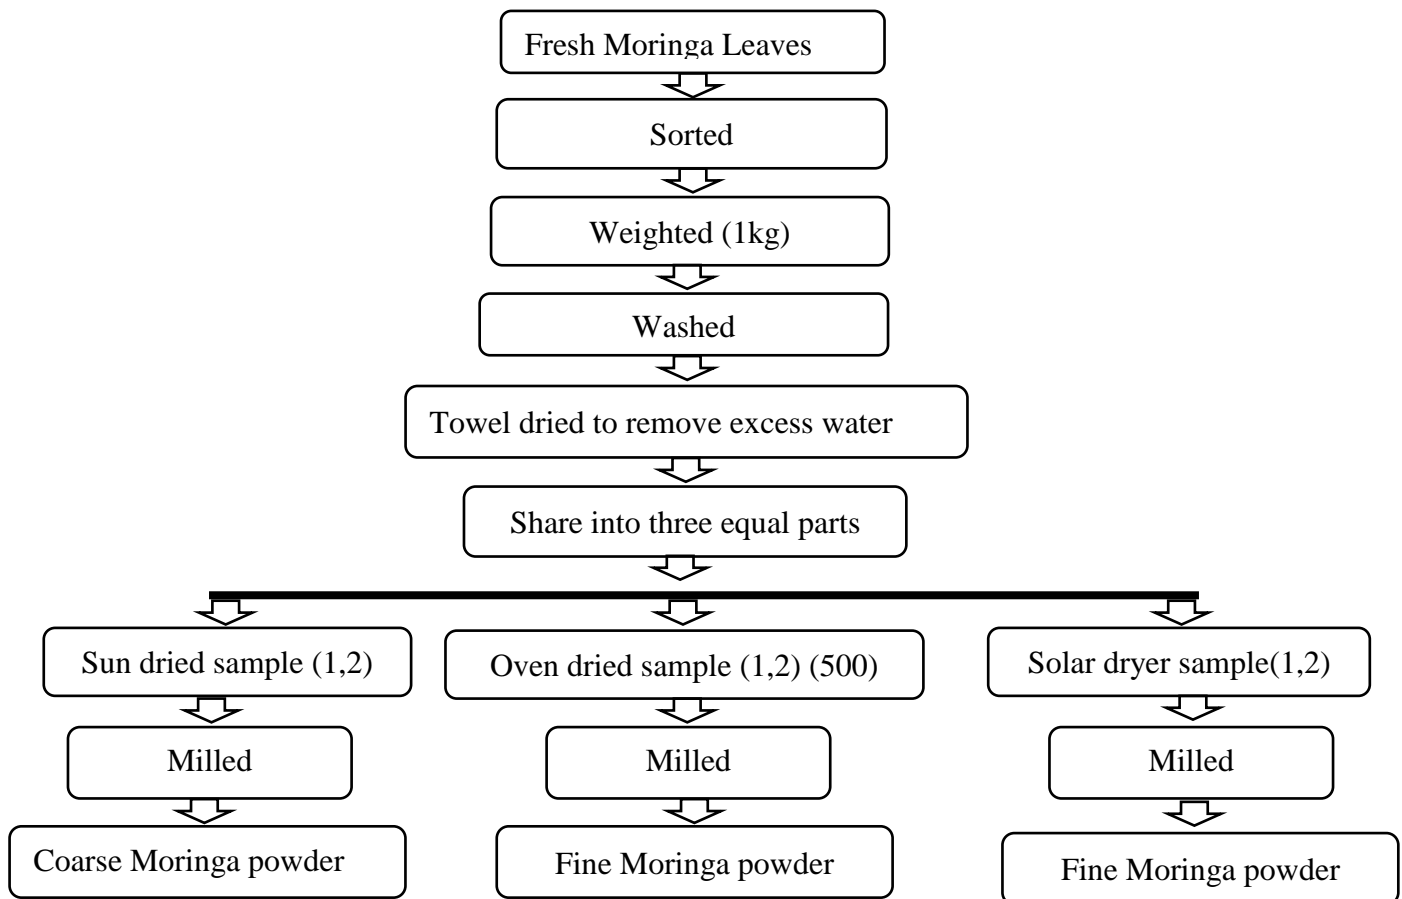 Fresh Moringa Leaves
Sorted
Weighted (1kg)
Washed
Towel dried to remove excess water
Share into three equal parts
Sun dried sample (1,2)
Oven dried sample (1,2) (500)
Solar dryer sample(1,2)
Milled
Milled
Milled
Coarse Moringa powder
Fine Moringa powder
Fine Moringa powder